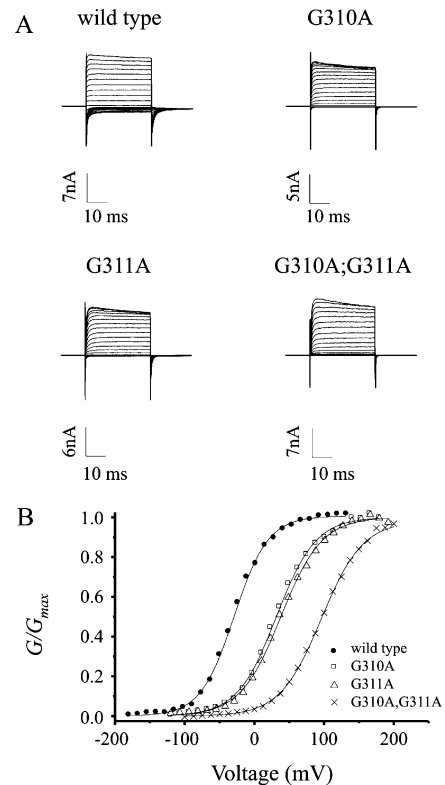 A
wild type
G310A
7nA
10 ms
5nA
10 ms
G311A
G310A;G311A
6nA
10 ms
7nA
10 ms
B
1.0
0.8
0.6
0.4
0.2
0.0
G/Gmax
wild type
G310A
G311A
G310A,G311A
-200 -100 0 100 200
Voltage (mV)